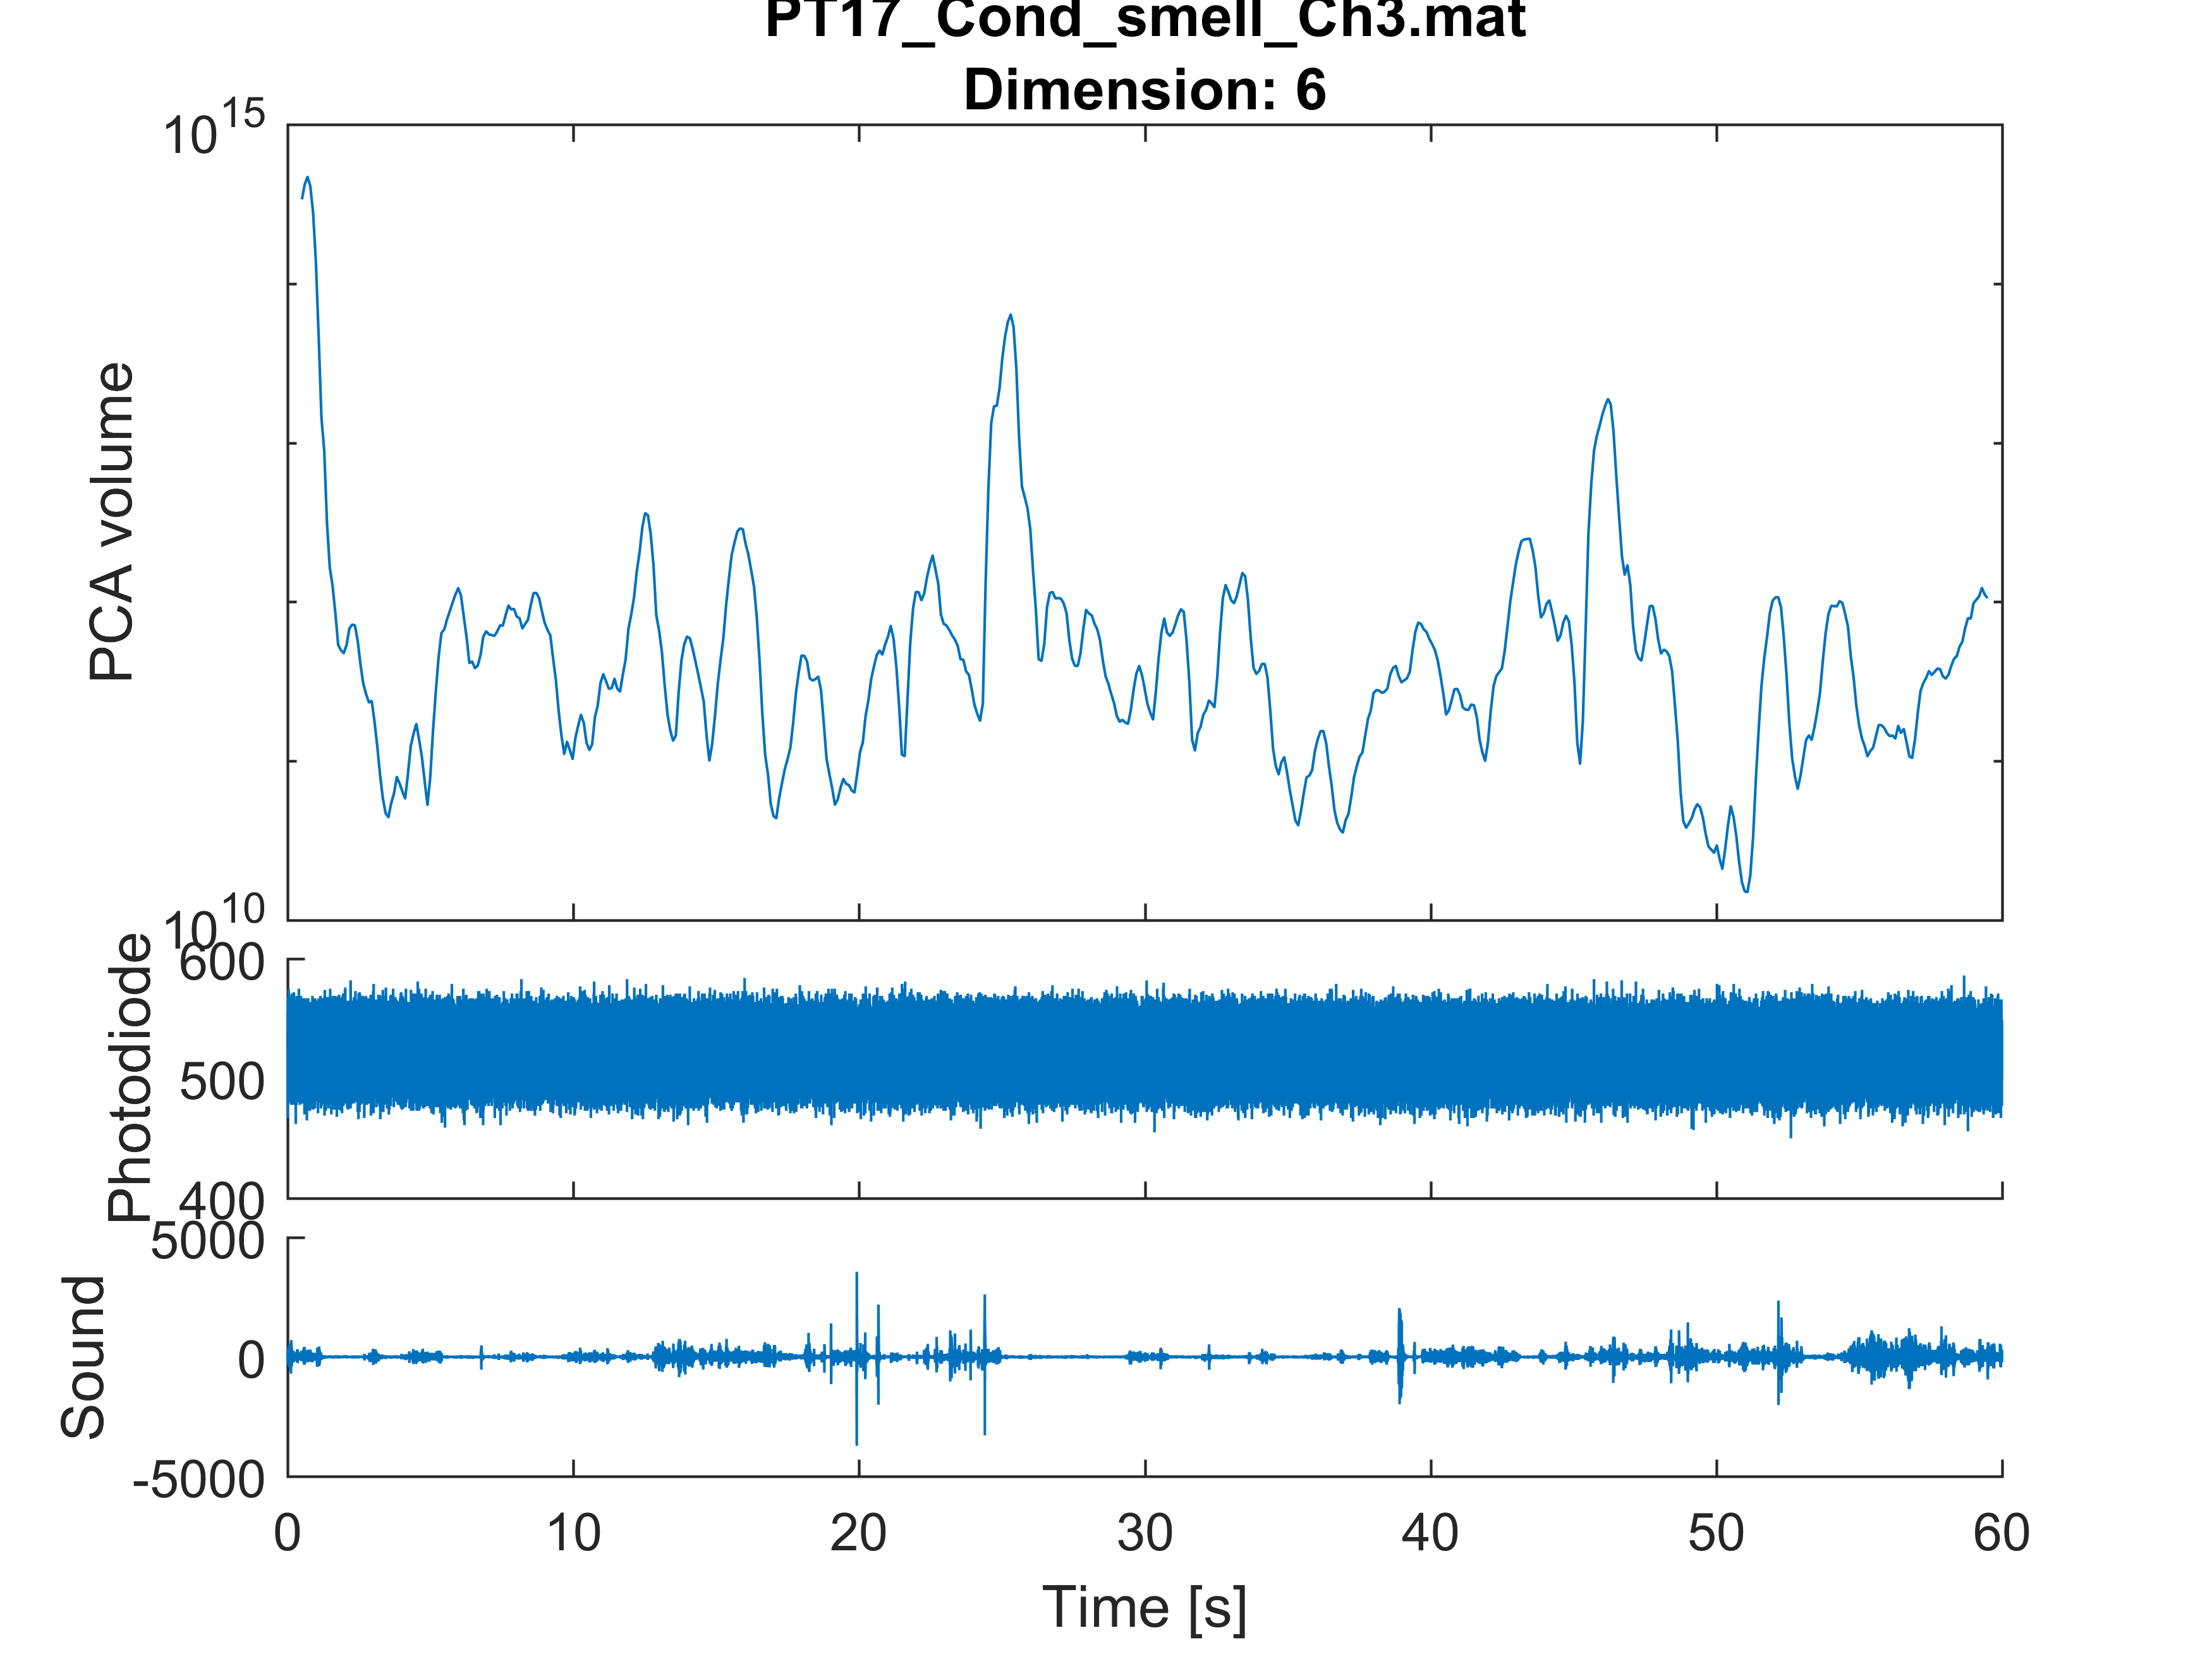 PT17_Cond_smell_Ch3.mat
Dimension: 6
10^15
PCA volume
10^10
600
Photodiode
500
400
5000
Sound
0
-5000
0 10 20 30 40 50 60
Time [s]